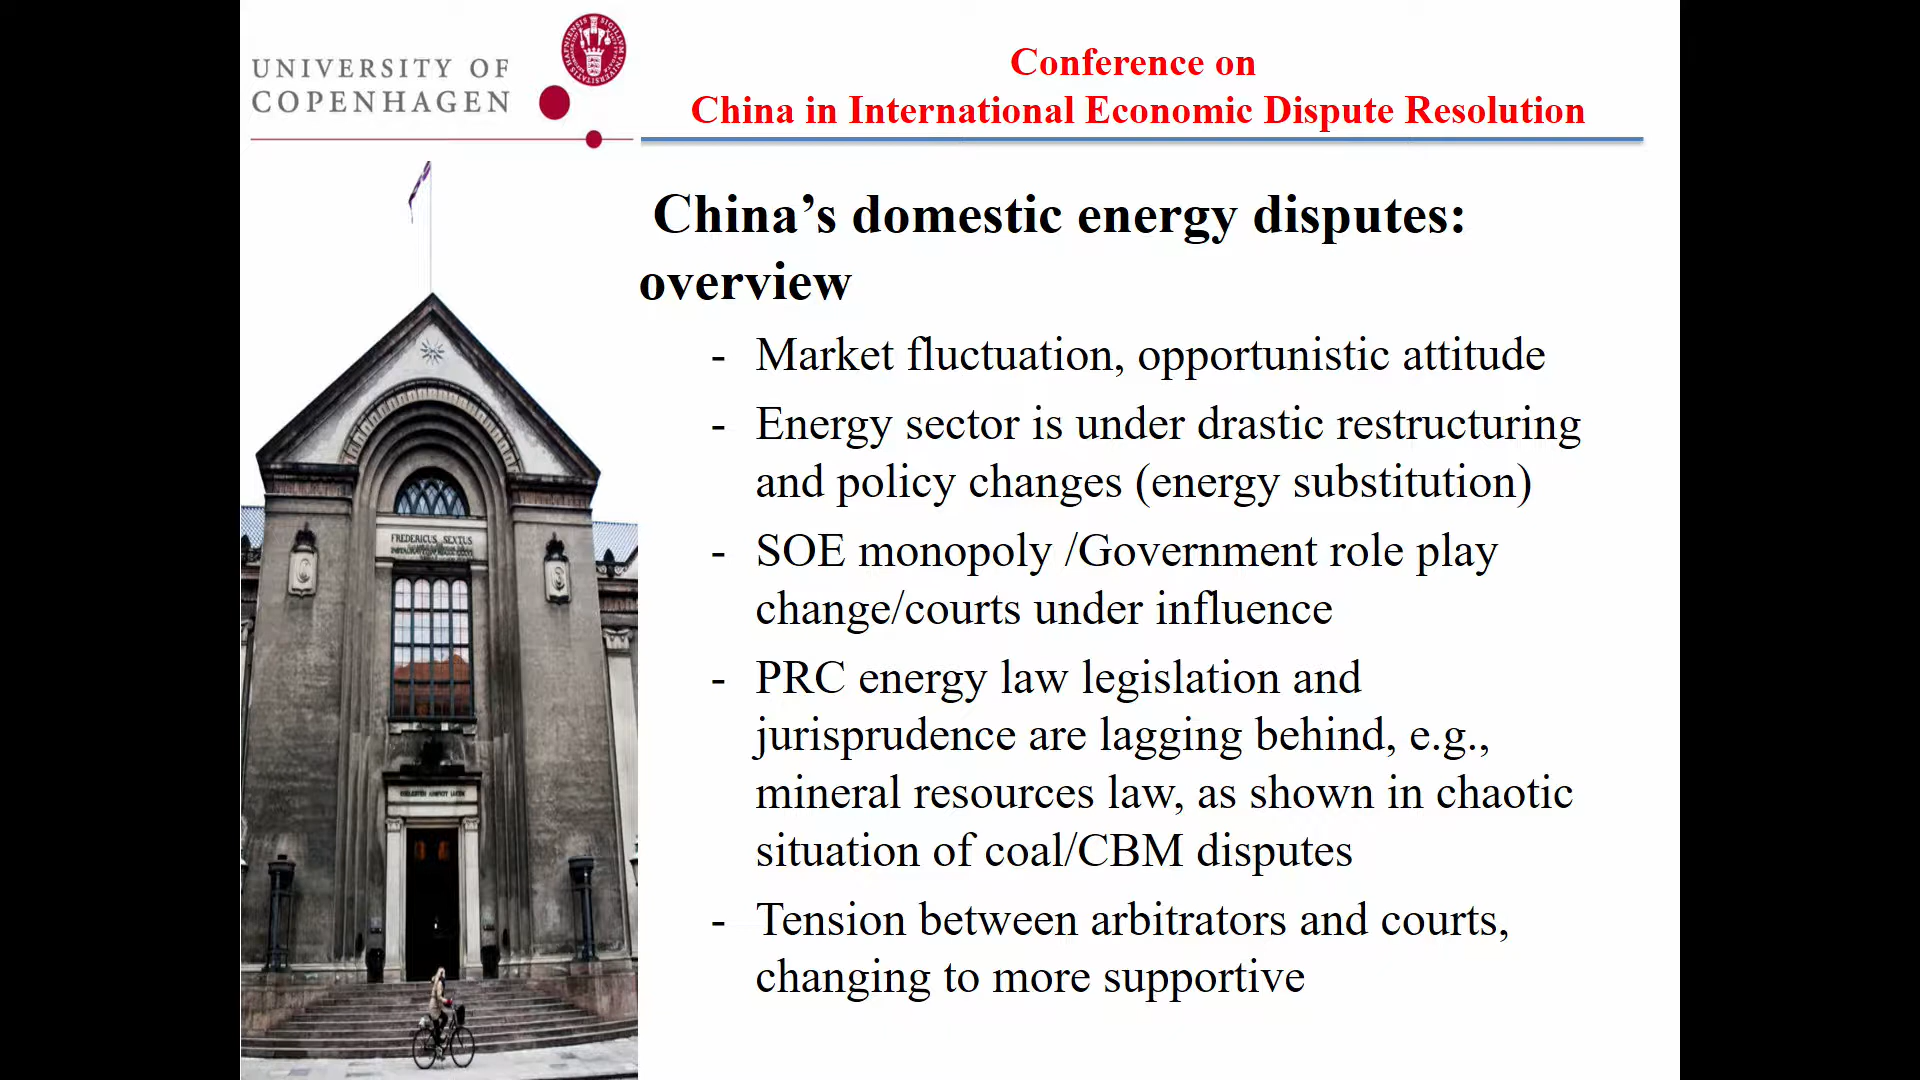 UNIVERSITY OF
COPENHAGEN
Conference on
China in International Economic Dispute Resolution
China’s domestic energy disputes:
overview
- Market fluctuation, opportunistic attitude
- Energy sector is under drastic restructuring
and policy changes (energy substitution)
- SOE monopoly /Government role play
change/courts under influence
- PRC energy law legislation and
jurisprudence are lagging behind, e.g.,
mineral resources law, as shown in chaotic
situation of coal/CBM disputes
- Tension between arbitrators and courts,
changing to more supportive
FREDERICUS SEXTUS